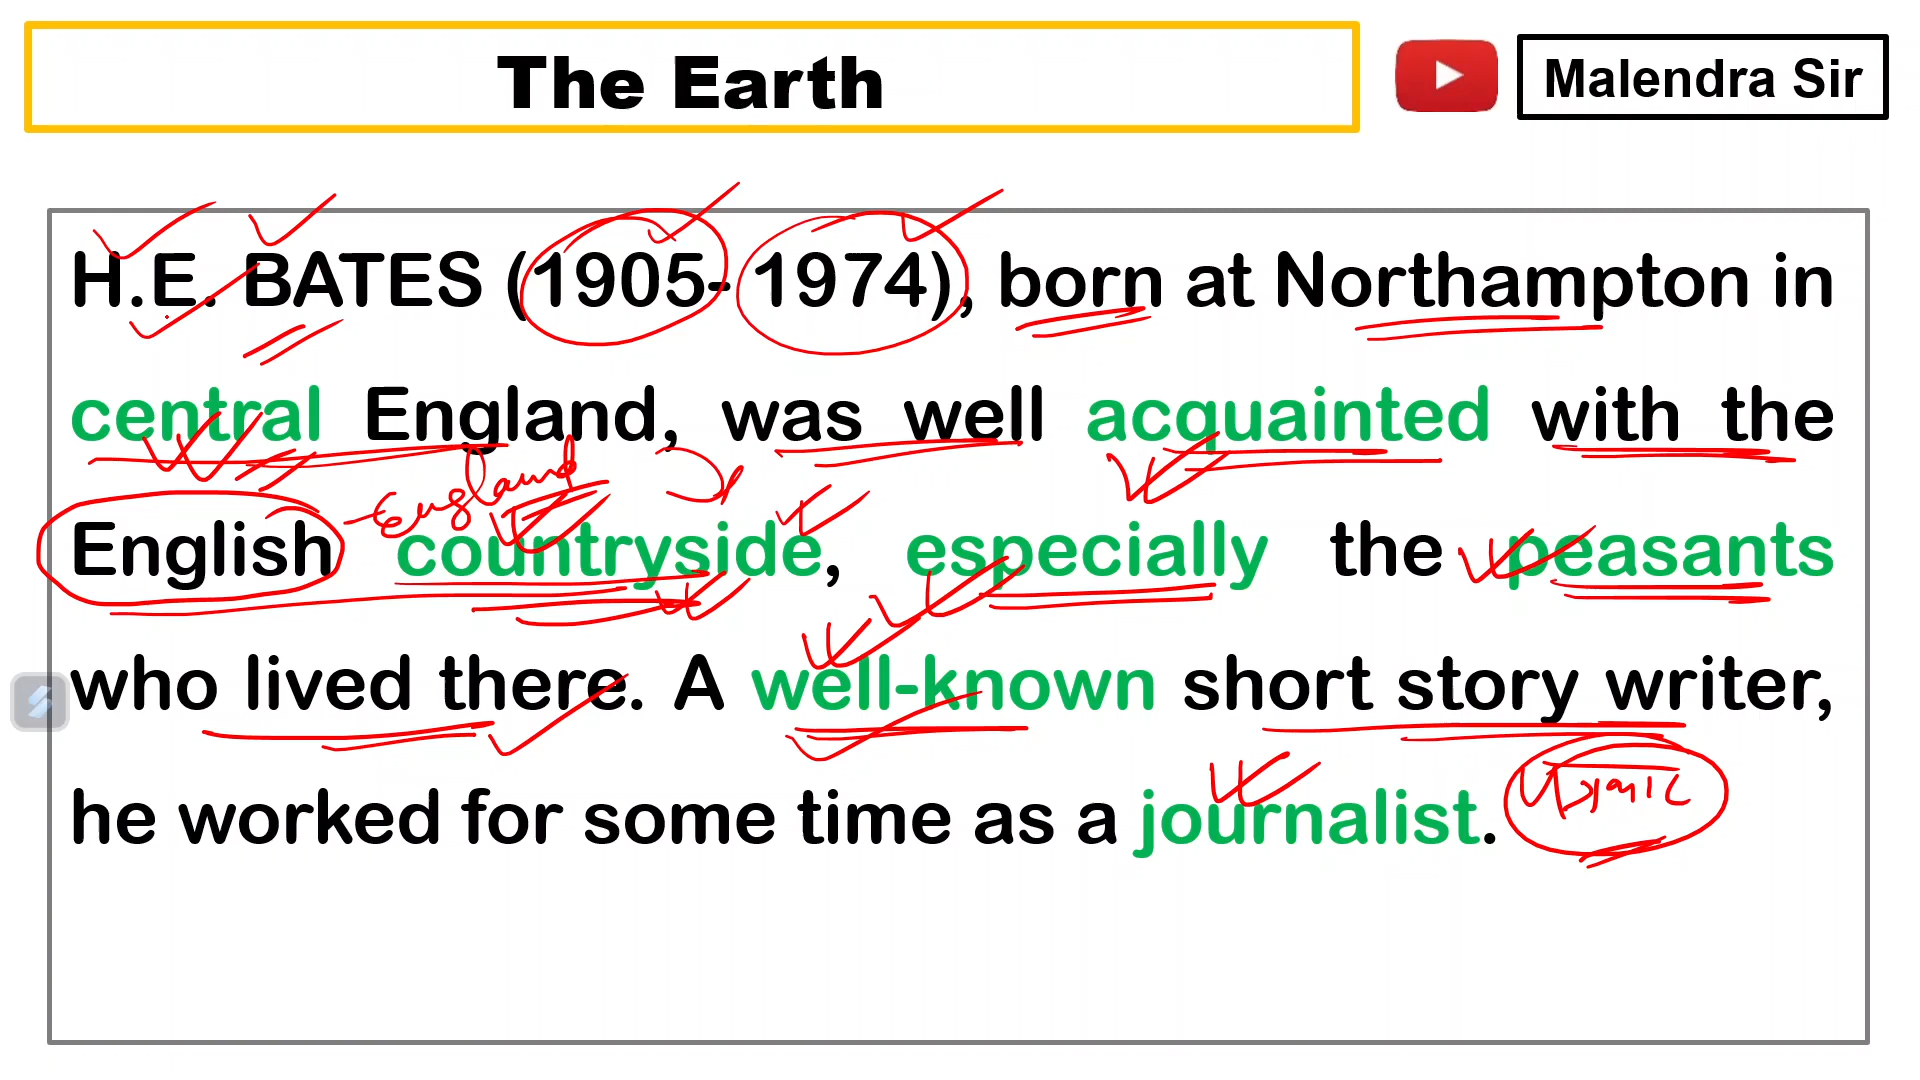 The Earth
Malendra Sir
H.E. BATES (1905- 1974), born at Northampton in
central England, was well acquainted with the
England
English countryside, especially the peasants
who lived there. A well-known short story writer,
he worked for some time as a journalist.